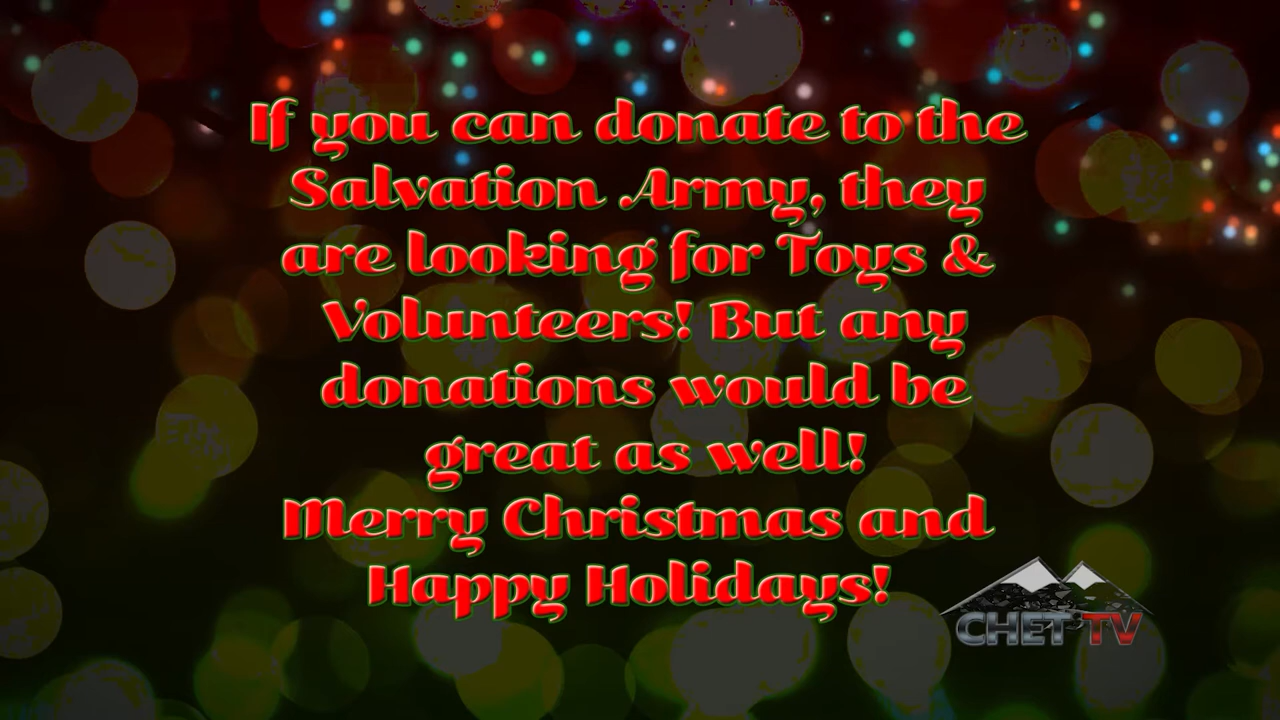 If you can donate to the
Salvation Army, they
are looking for Toys &
Volunteers! But any
donations would be
great as well!
Merry Christmas and
Happy Holidays!
CHET TV